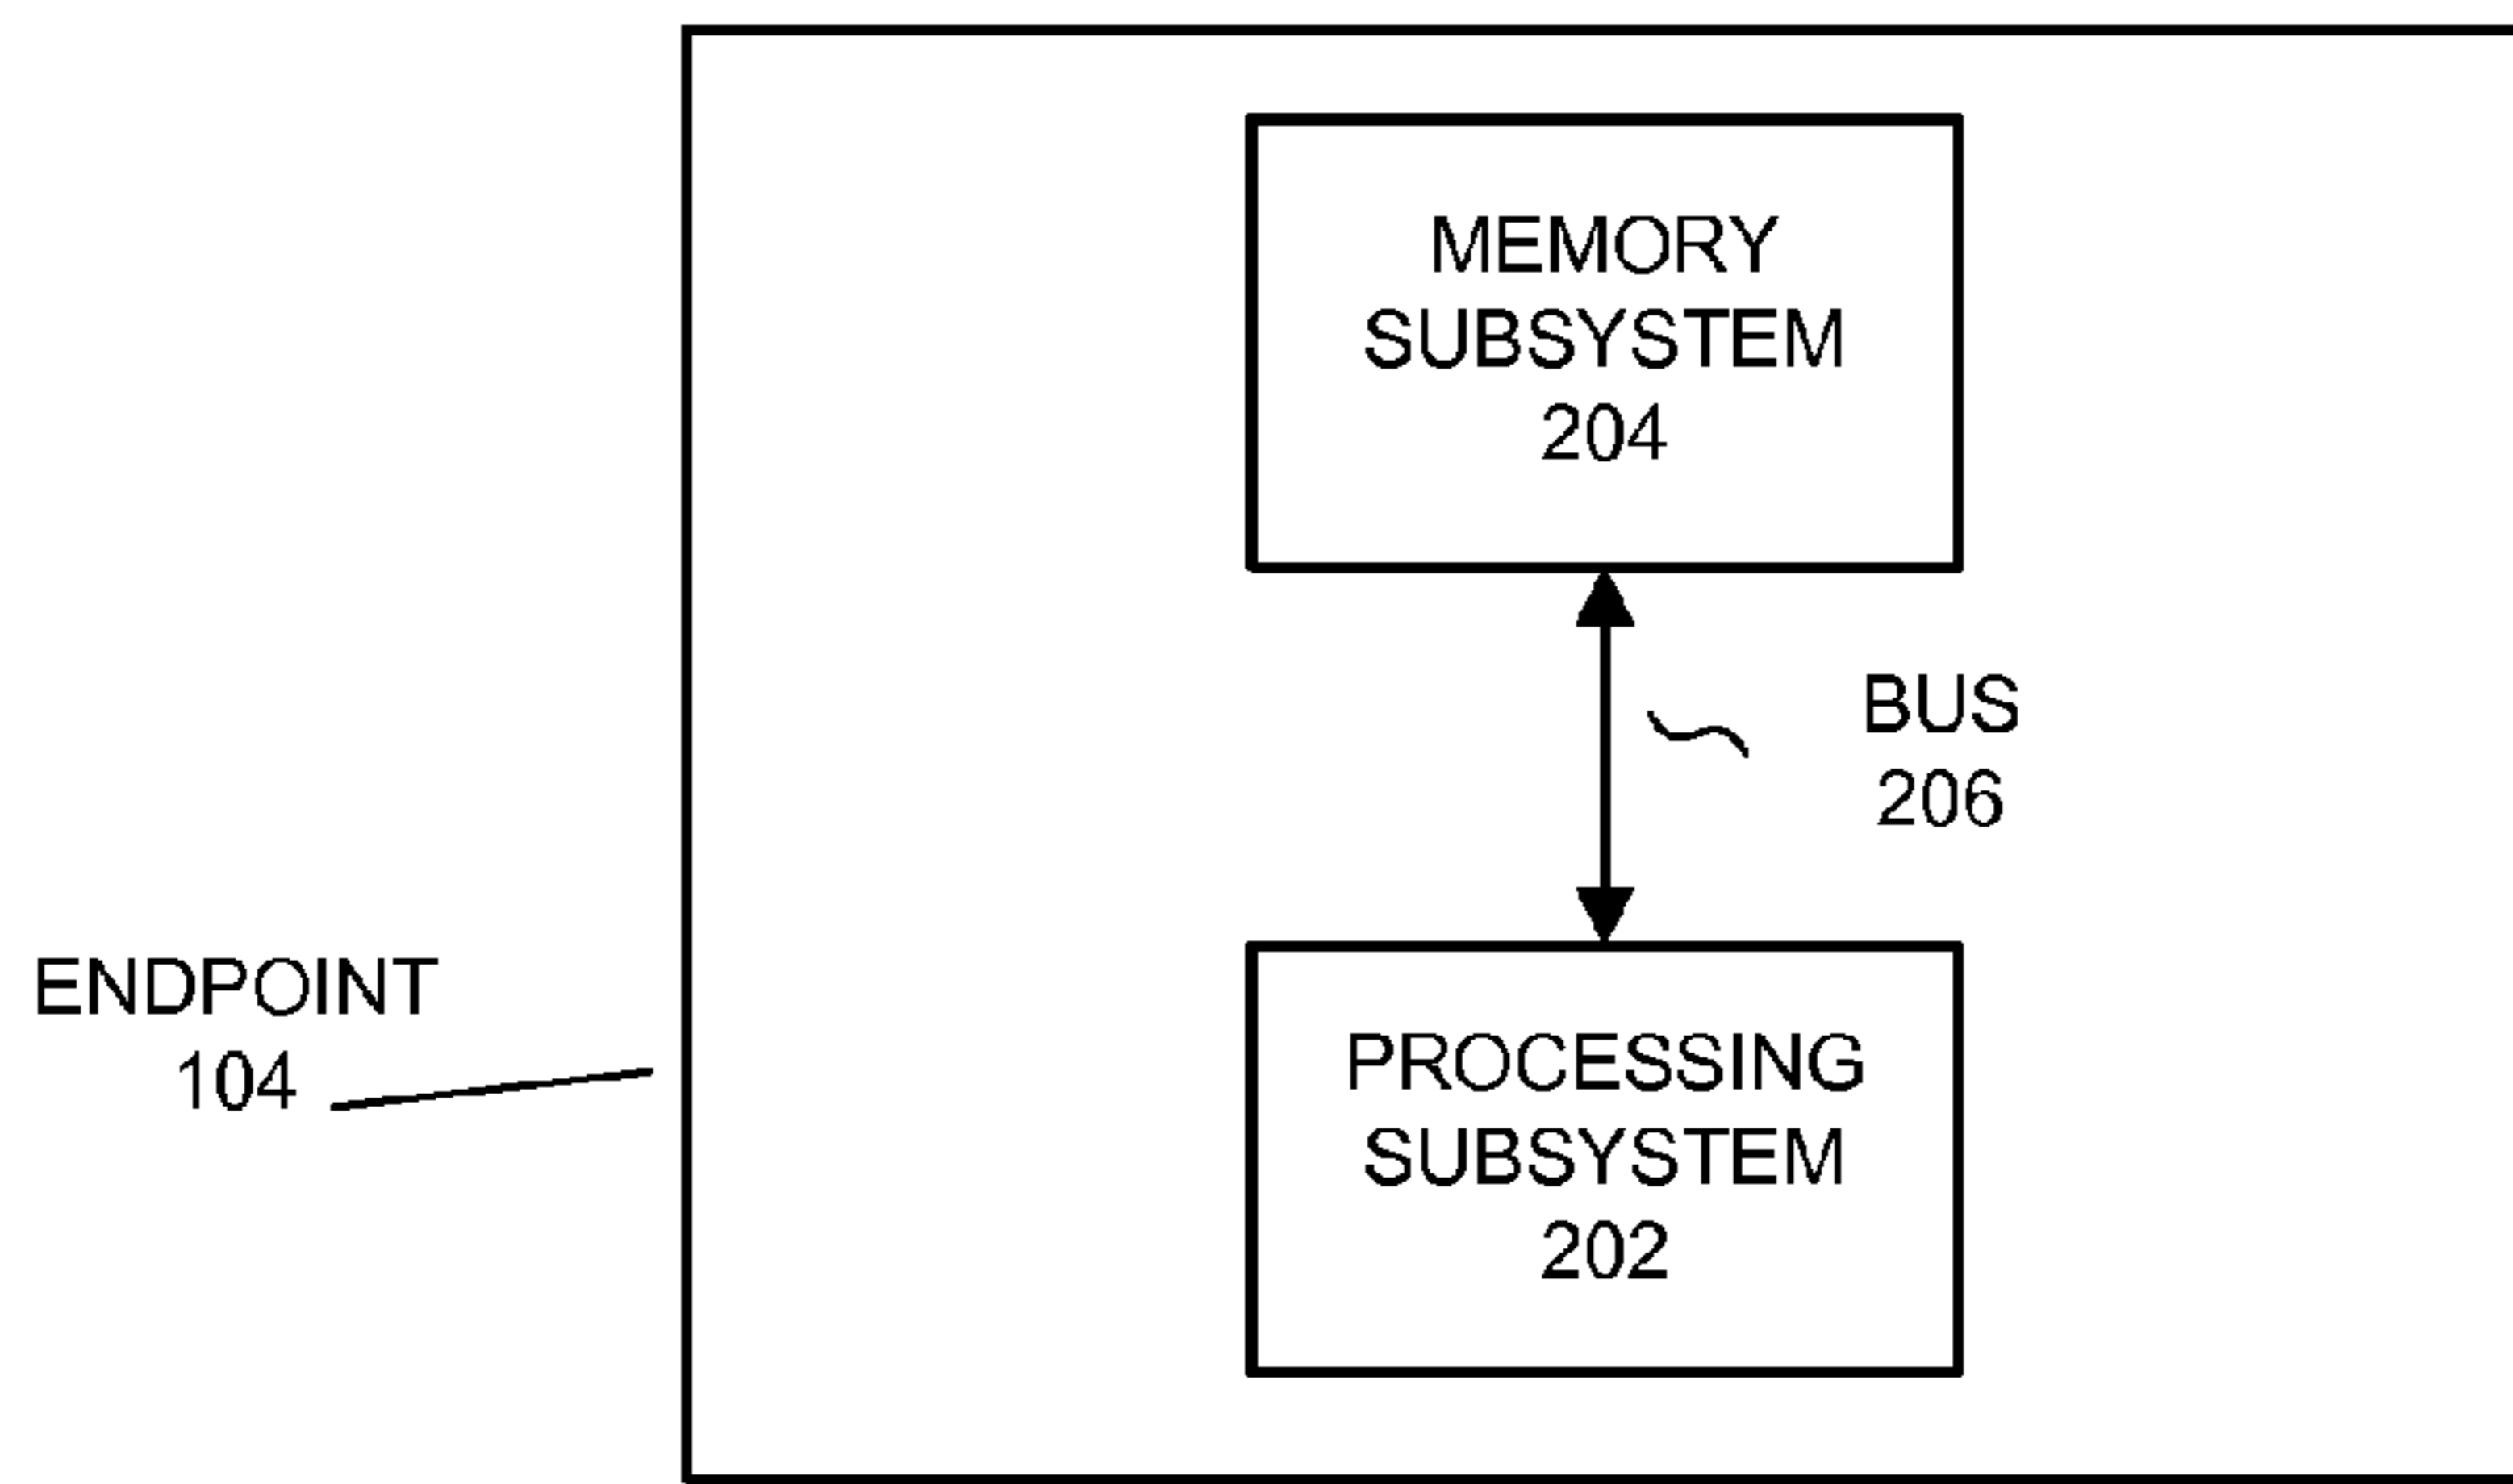 MEMORY
SUBSYSTEM
204
BUS
206
ENDPOINT
104
PROCESSING
SUBSYSTEM
202